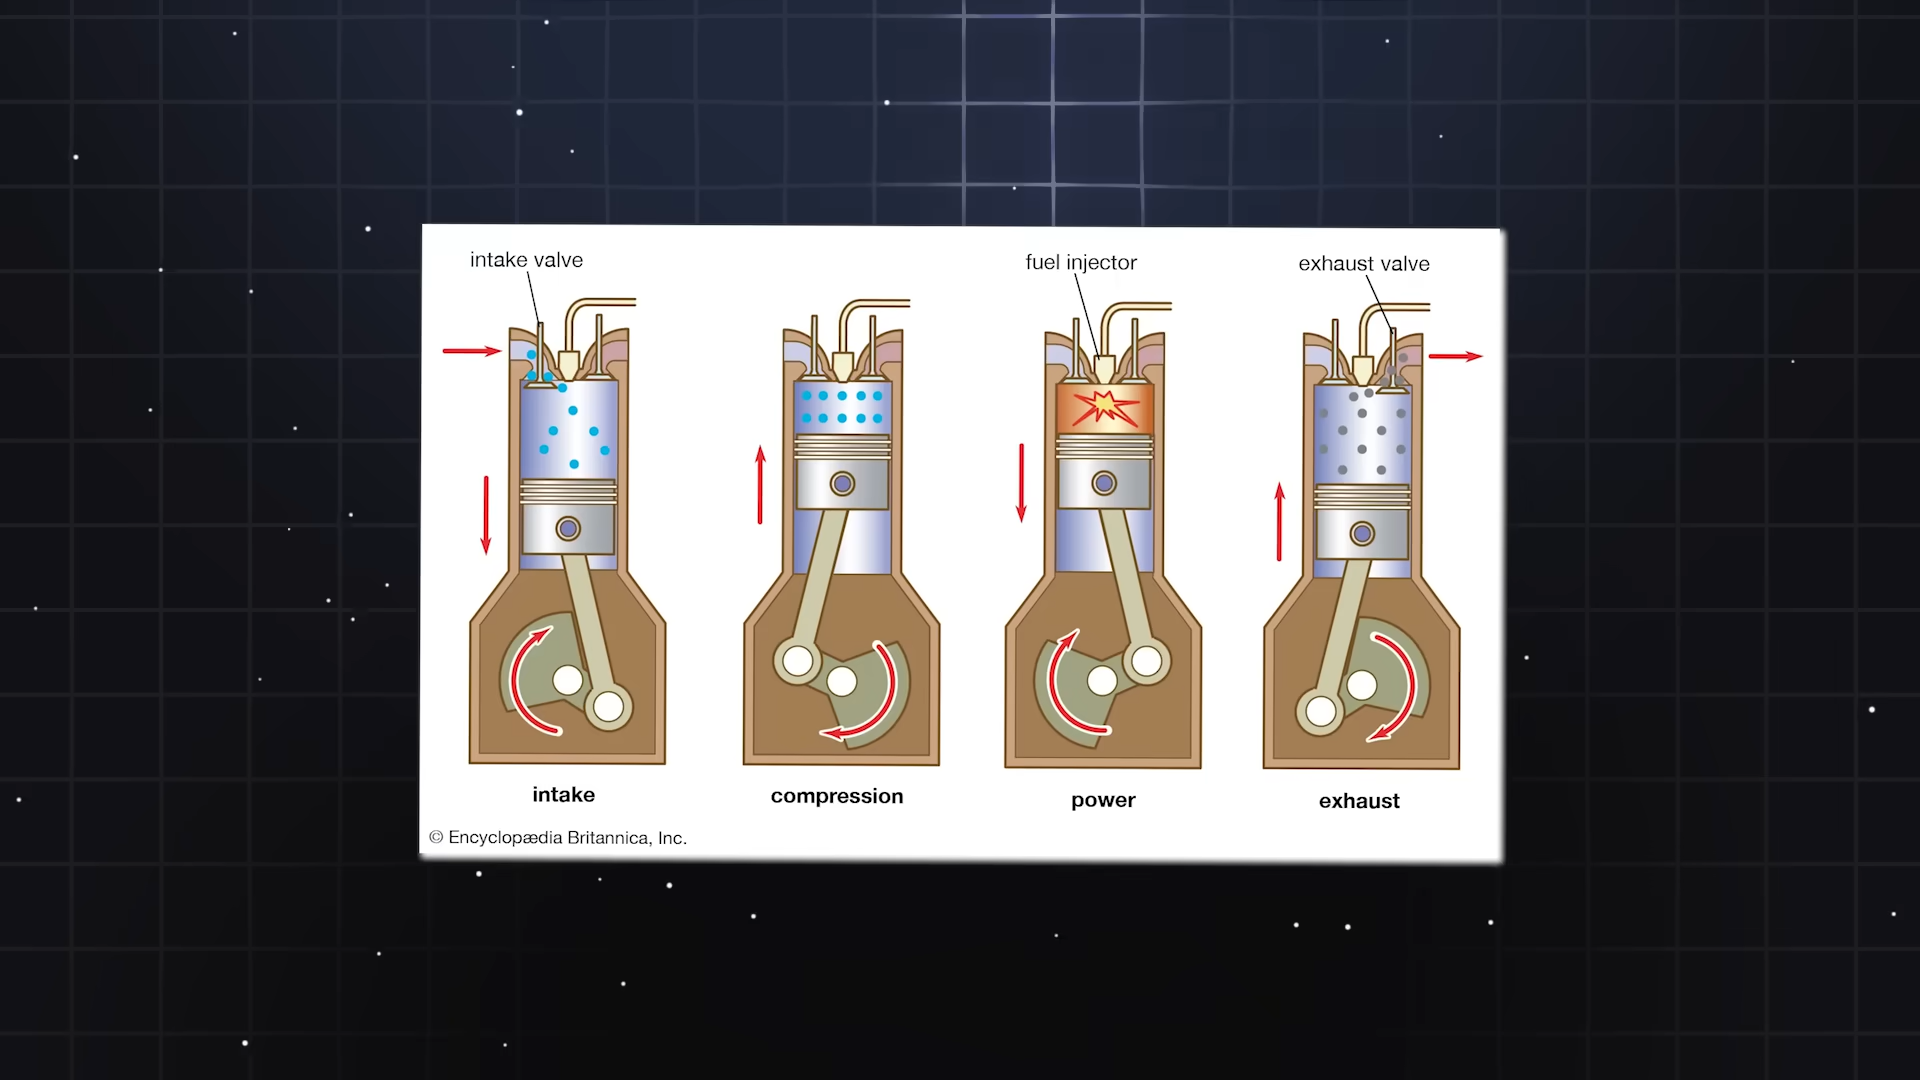 intake valve
fuel injector
exhaust valve
intake
compression
power
exhaust
© Encyclopædia Britannica, Inc.